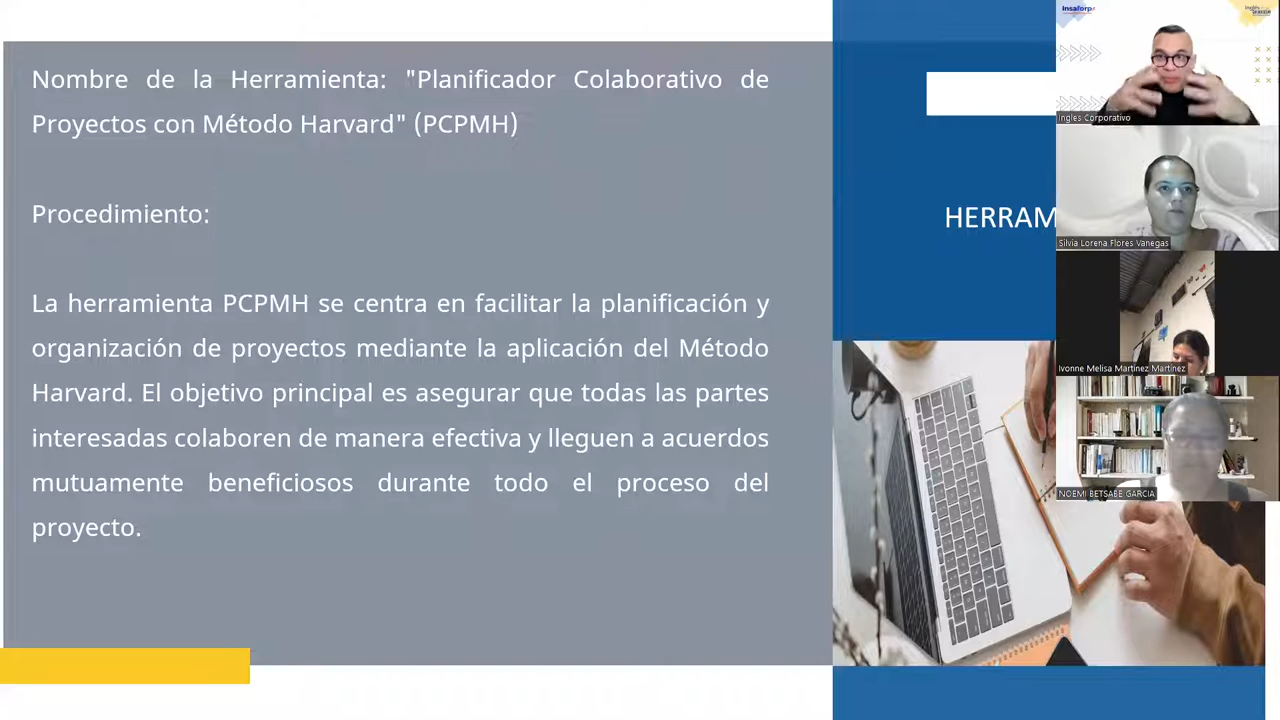 Nombre de la Herramienta: "Planificador Colaborativo de
Proyectos con Método Harvard" (PCPMH)
Procedimiento:
La herramienta PCPMH se centra en facilitar la planificación y
organización de proyectos mediante la aplicación del Método
Harvard. El objetivo principal es asegurar que todas las partes
interesadas colaboren de manera efectiva y lleguen a acuerdos
mutuamente beneficiosos durante todo el proceso del
proyecto.
HERRAM
insaforp
Ingles Corporativo
Silvia Lorena Flores Vanegas
Ivonne Melisa Martinez Martinez
NOEMI BETSABE GARCIA